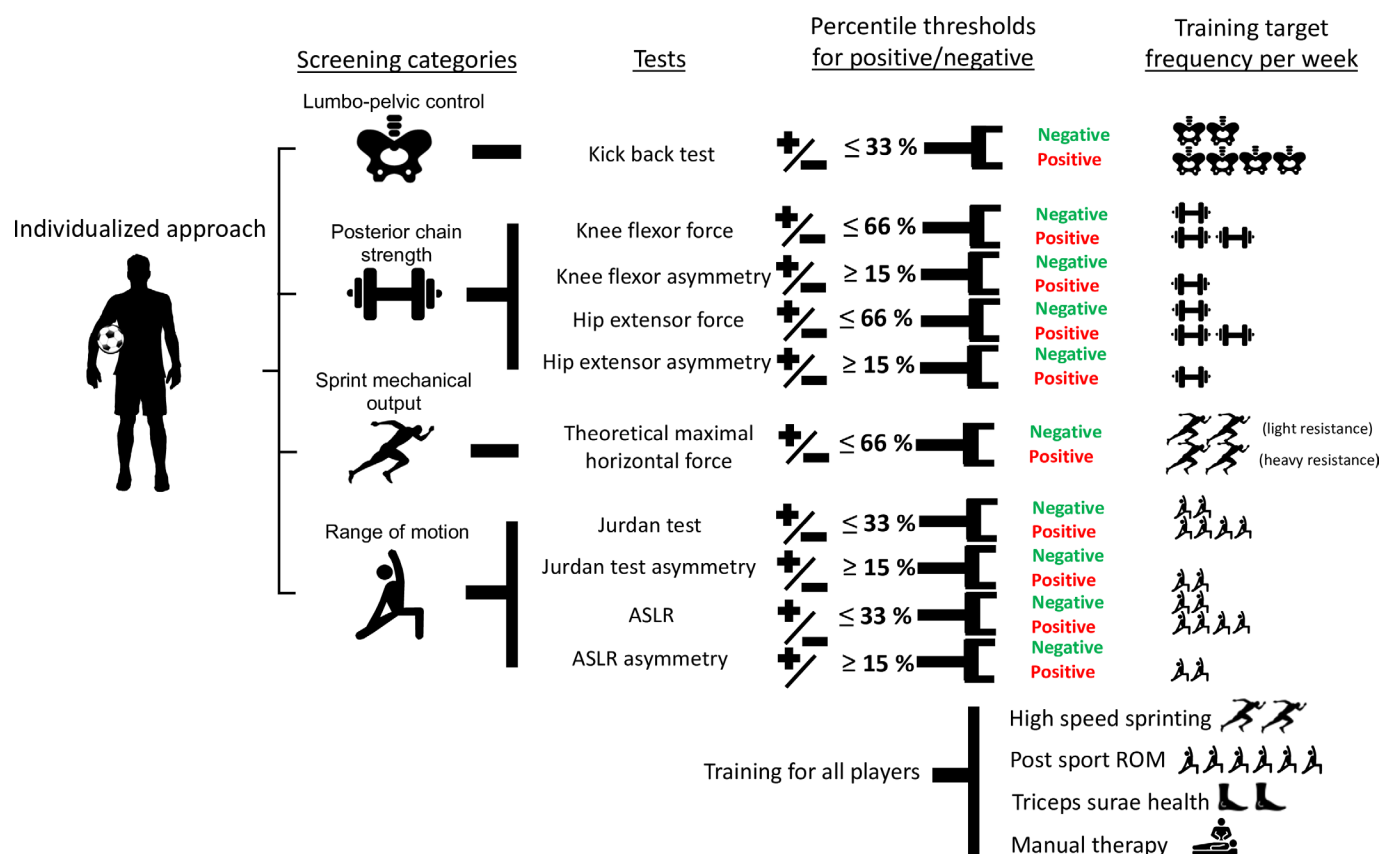 Screening categories
Tests
Percentile thresholds
for positive/negative
Training target
frequency per week
Individualized approach
Lumbo-pelvic control
Kick back test
≤ 33 %
Negative
Positive
Posterior chain
strength
Knee flexor force
≤ 66 %
Negative
Positive
Knee flexor asymmetry
≥ 15 %
Negative
Positive
Hip extensor force
≤ 66 %
Negative
Positive
Hip extensor asymmetry
≥ 15 %
Negative
Positive
Sprint mechanical
output
Theoretical maximal
horizontal force
≤ 66 %
Negative
Positive
(light resistance)
(heavy resistance)
Range of motion
Jurdan test
≤ 33 %
Negative
Positive
Jurdan test asymmetry
≥ 15 %
Negative
Positive
ASLR
≤ 33 %
Negative
Positive
ASLR asymmetry
≥ 15 %
Negative
Positive
Training for all players
High speed sprinting
Post sport ROM
Triceps surae health
Manual therapy